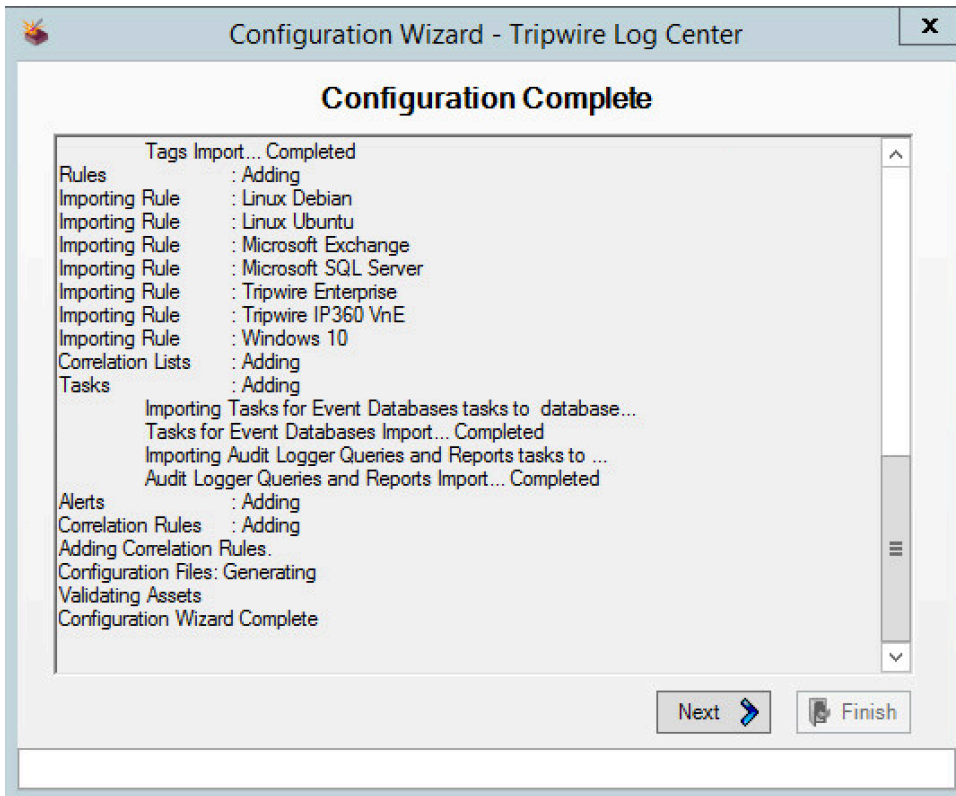 Configuration Wizard - Tripwire Log Center
x
Configuration Complete
Tags Import... Completed
Rules : Adding
Importing Rule : Linux Debian
Importing Rule : Linux Ubuntu
Importing Rule : Microsoft Exchange
Importing Rule : Microsoft SQL Server
Importing Rule : Tripwire Enterprise
Importing Rule : Tripwire IP360 VnE
Importing Rule : Windows 10
Correlation Lists : Adding
Tasks : Adding
Importing Tasks for Event Databases tasks to database...
Tasks for Event Databases Import... Completed
Importing Audit Logger Queries and Reports tasks to ...
Audit Logger Queries and Reports Import... Completed
Alerts : Adding
Correlation Rules : Adding
Adding Correlation Rules.
Configuration Files: Generating
Validating Assets
Configuration Wizard Complete
Next Finish